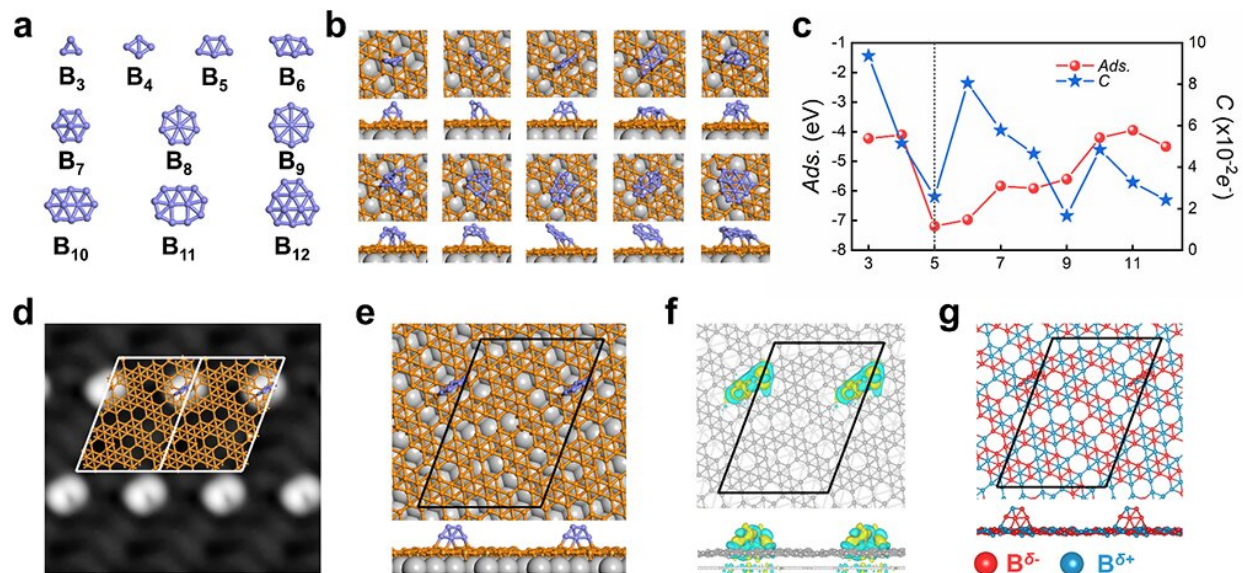 a
B3 B4 B5 B6
B7 B8 B9
B10 B11 B12
b
c
Ads. (eV)
-1
-2
-3
-4
-5
-6
-7
-8
3 5 7 9 11
Ads.
C
10
8
6
4
2
0
C (x10-2e-)
d
e
f
g
Bδ- Bδ+